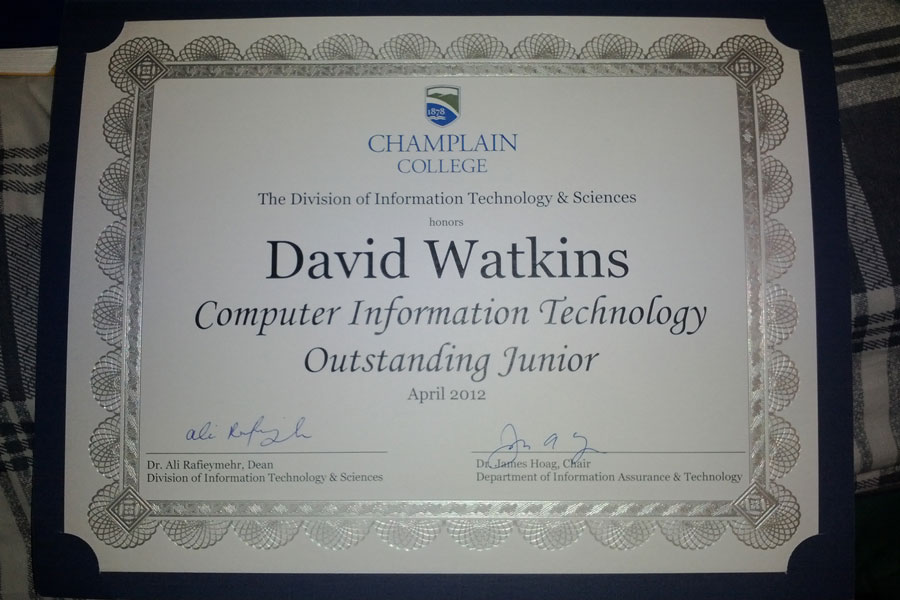 1878
CHAMPLAIN
COLLEGE
The Division of Information Technology & Sciences
honors
David Watkins
Computer Information Technology
Outstanding Junior
April 2012
Ali Rafieymehr
Dr. Ali Rafieymehr, Dean
Division of Information Technology & Sciences
Dr. James Hoag, Chair
Department of Information Assurance & Technology